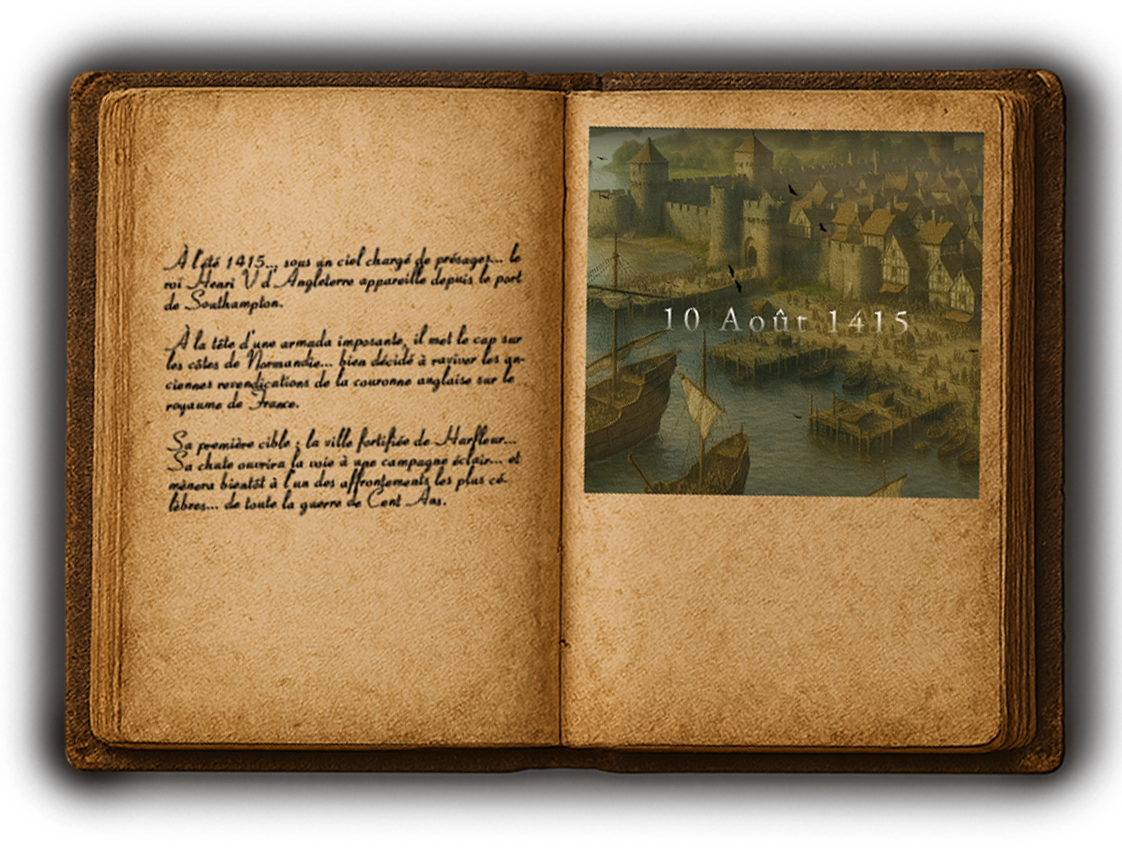 À l'été 1415... sous un ciel chargé de présages... le
roi Henri V d'Angleterre appareille depuis le port
de Southampton.
À la tête d'une armada imposante, il met le cap sur
les côtes de Normandie... bien décidé à raviver les an-
ciennes revendications de la couronne anglaise sur le
royaume de France.
Sa première cible : la ville fortifiée de Harfleur...
Sa chute ouvrira la voie à une campagne éclair... et
mènera bientôt à l'un des affrontements les plus cé-
lèbres... de toute la guerre de Cent Ans.
10 Août 1415